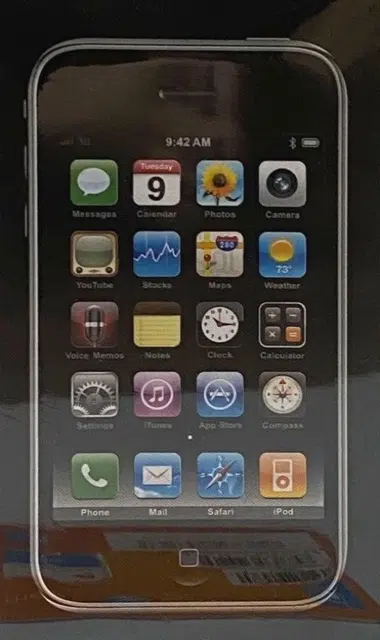 9:42 AM
Tuesday
9
280
73°
Messages Calendar Photos Camera
YouTube Stocks Maps Weather
Voice Memos Notes Clock Calculator
Settings iTunes App Store Compass
Phone Mail Safari iPod